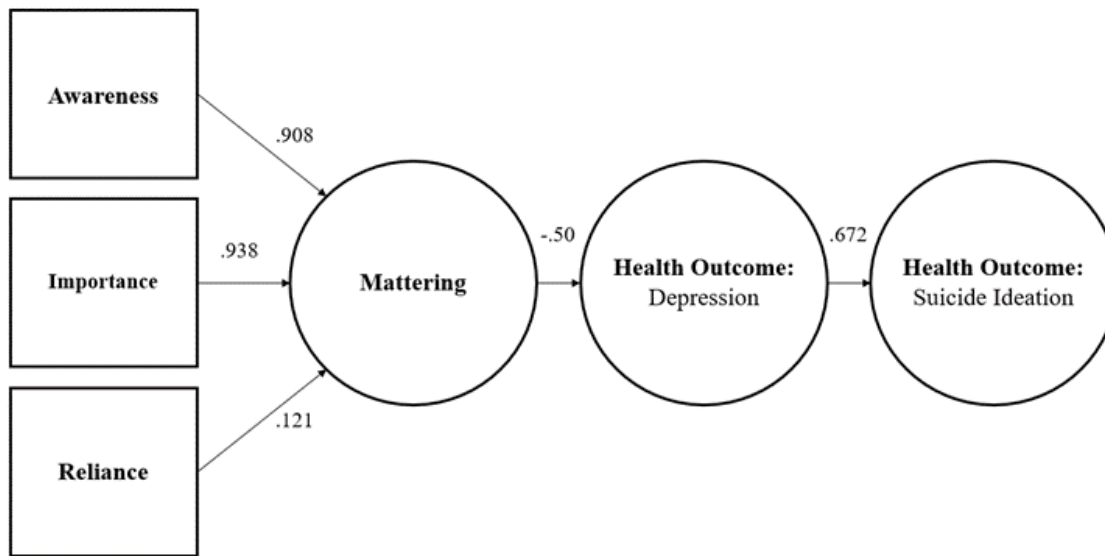 Awareness
.908
Importance
.938
Mattering
-.50
Health Outcome:
Depression
.672
Health Outcome:
Suicide Ideation
Reliance
.121